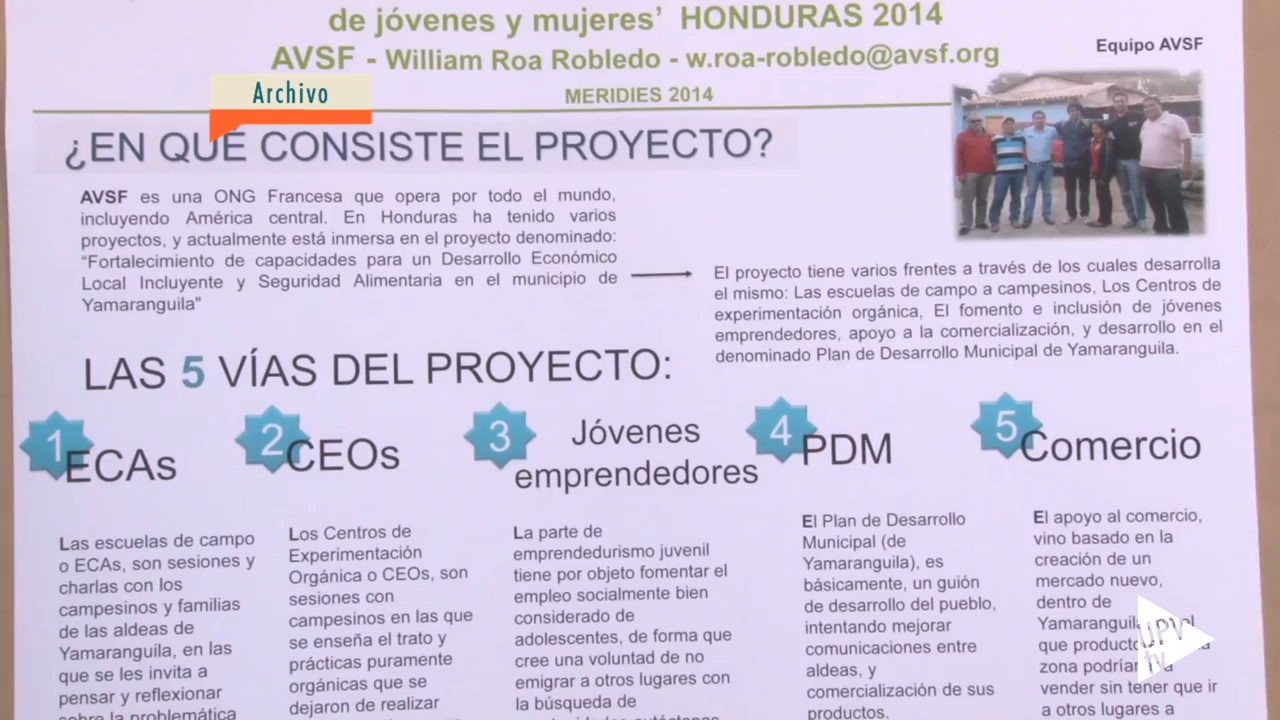 de jóvenes y mujeres’ HONDURAS 2014
AVSF - William Roa Robledo - w.roa-robledo@avsf.org
Equipo AVSF
Archivo
MERIDIES 2014
¿EN QUÉ CONSISTE EL PROYECTO?
AVSF es una ONG Francesa que opera por todo el mundo,
incluyendo América central. En Honduras ha tenido varios
proyectos, y actualmente está inmersa en el proyecto denominado:
“Fortalecimiento de capacidades para un Desarrollo Económico
Local Incluyente y Seguridad Alimentaria en el municipio de
Yamaranguila"
El proyecto tiene varios frentes a través de los cuales desarrolla
el mismo: Las escuelas de campo a campesinos, Los Centros de
experimentación orgánica, El fomento e inclusión de jóvenes
emprendedores, apoyo a la comercialización, y desarrollo en el
denominado Plan de Desarrollo Municipal de Yamaranguila.
LAS 5 VÍAS DEL PROYECTO:
1 ECAs
Las escuelas de campo
o ECAs, son sesiones y
charlas con los
campesinos y familias
de las aldeas de
Yamaranguila, en las
que se les invita a
pensar y reflexionar
sobre la problemática
2 CEOs
Los Centros de
Experimentación
Orgánica o CEOs, son
sesiones con
campesinos en las que
se enseña el trato y
prácticas puramente
orgánicas que se
dejaron de realizar
3 Jóvenes
emprendedores
La parte de
emprendedurismo juvenil
tiene por objeto fomentar el
empleo socialmente bien
considerado de
adolescentes, de forma que
cree una voluntad de no
emigrar a otros lugares con
la búsqueda de
4 PDM
El Plan de Desarrollo
Municipal (de
Yamaranguila), es
básicamente, un guión
de desarrollo del pueblo,
intentando mejorar
comunicaciones entre
aldeas, y
comercialización de sus
productos.
5 Comercio
El apoyo al comercio,
vino basado en la
creación de un
mercado nuevo,
dentro de
que
zona
vender sin tener que ir
a otros lugares a
UPV
tv